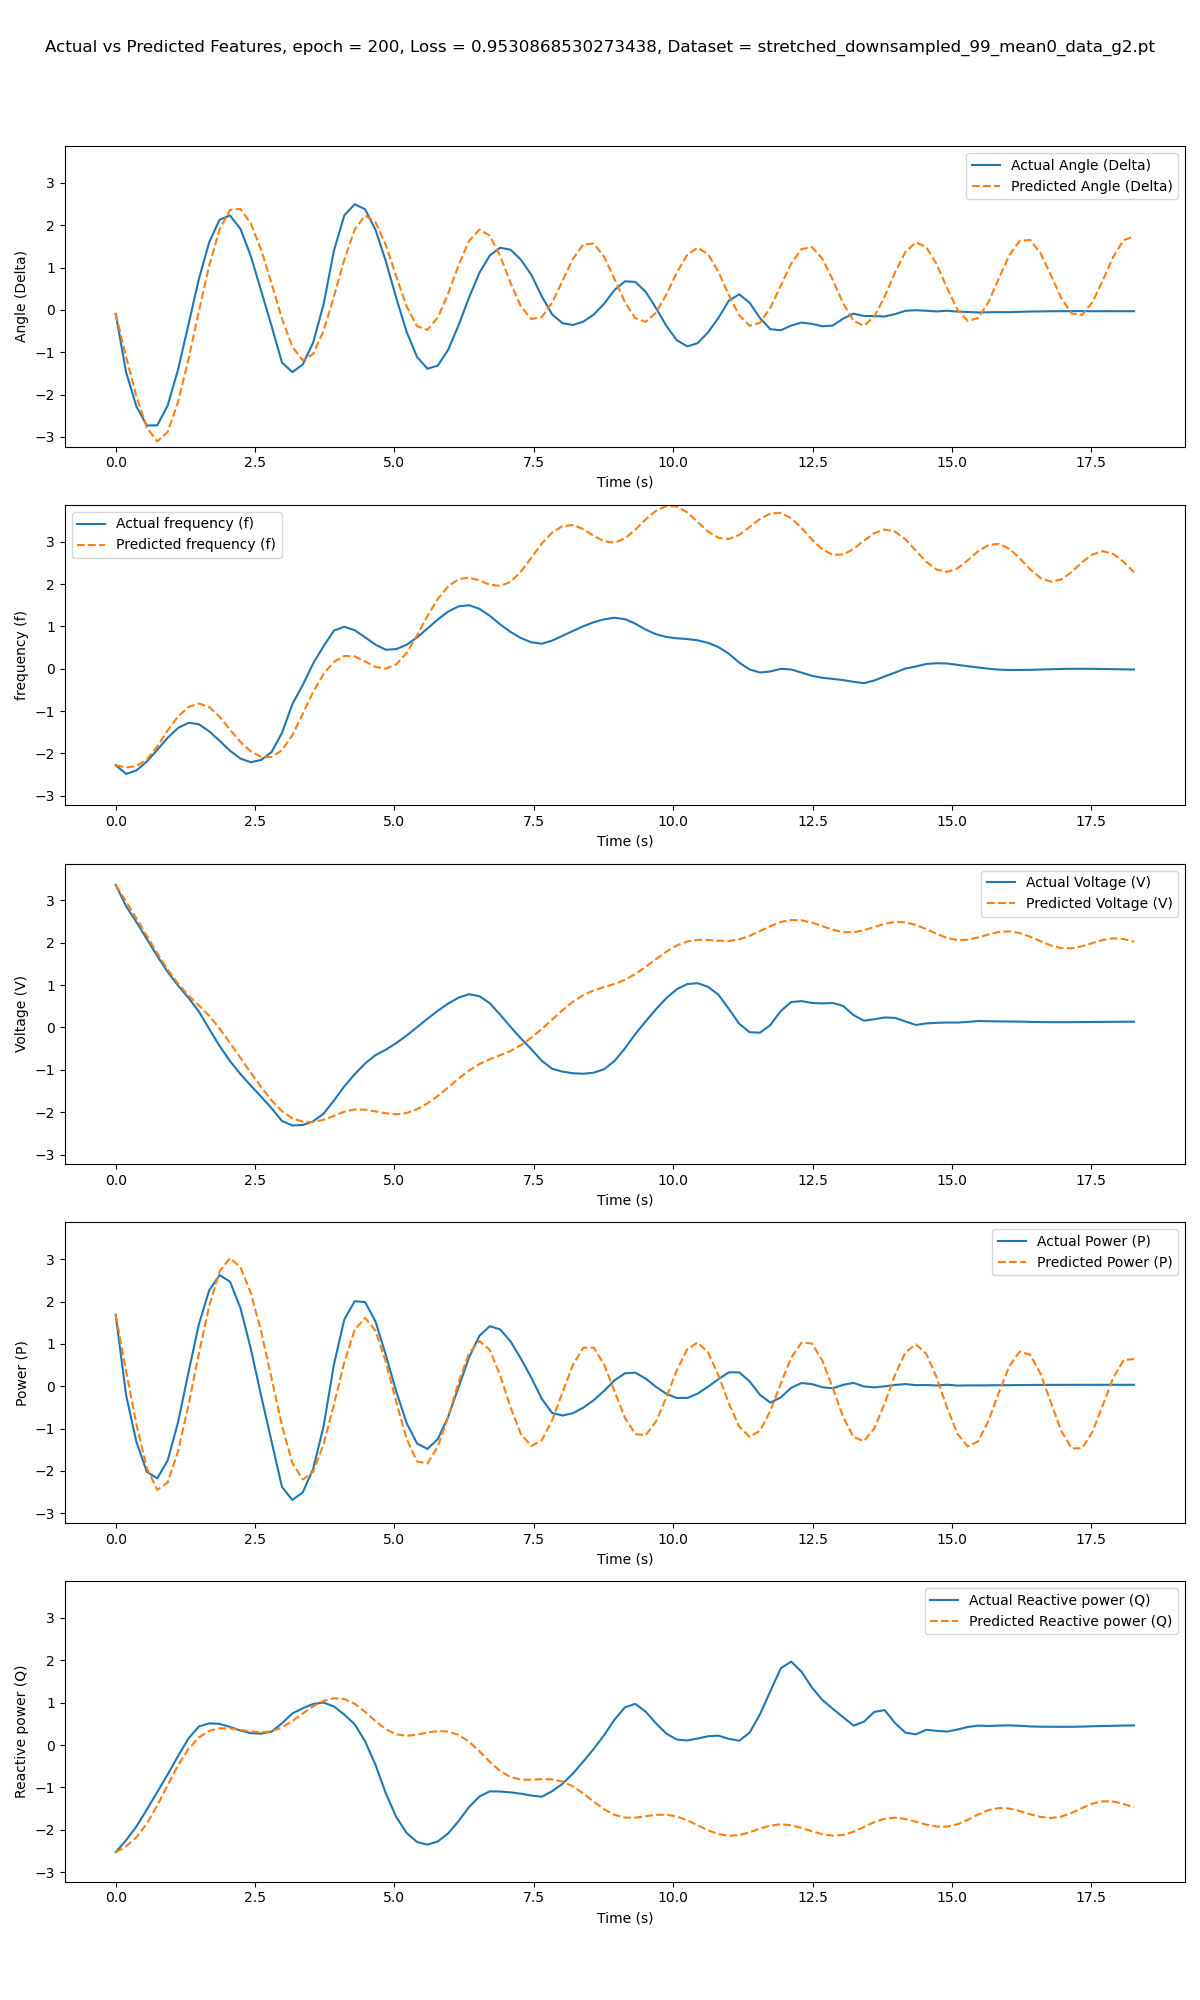 Actual vs Predicted Features, epoch = 200, Loss = 0.9530868530273438, Dataset = stretched_downsampled_99_mean0_data_g2.pt
Actual Angle (Delta)
Predicted Angle (Delta)
Angle (Delta)
3
2
1
0
−1
−2
−3
0.0 2.5 5.0 7.5 10.0 12.5 15.0 17.5
Time (s)
Actual frequency (f)
Predicted frequency (f)
frequency (f)
3
2
1
0
−1
−2
−3
0.0 2.5 5.0 7.5 10.0 12.5 15.0 17.5
Time (s)
Actual Voltage (V)
Predicted Voltage (V)
Voltage (V)
3
2
1
0
−1
−2
−3
0.0 2.5 5.0 7.5 10.0 12.5 15.0 17.5
Time (s)
Actual Power (P)
Predicted Power (P)
Power (P)
3
2
1
0
−1
−2
−3
0.0 2.5 5.0 7.5 10.0 12.5 15.0 17.5
Time (s)
Actual Reactive power (Q)
Predicted Reactive power (Q)
Reactive power (Q)
3
2
1
0
−1
−2
−3
0.0 2.5 5.0 7.5 10.0 12.5 15.0 17.5
Time (s)